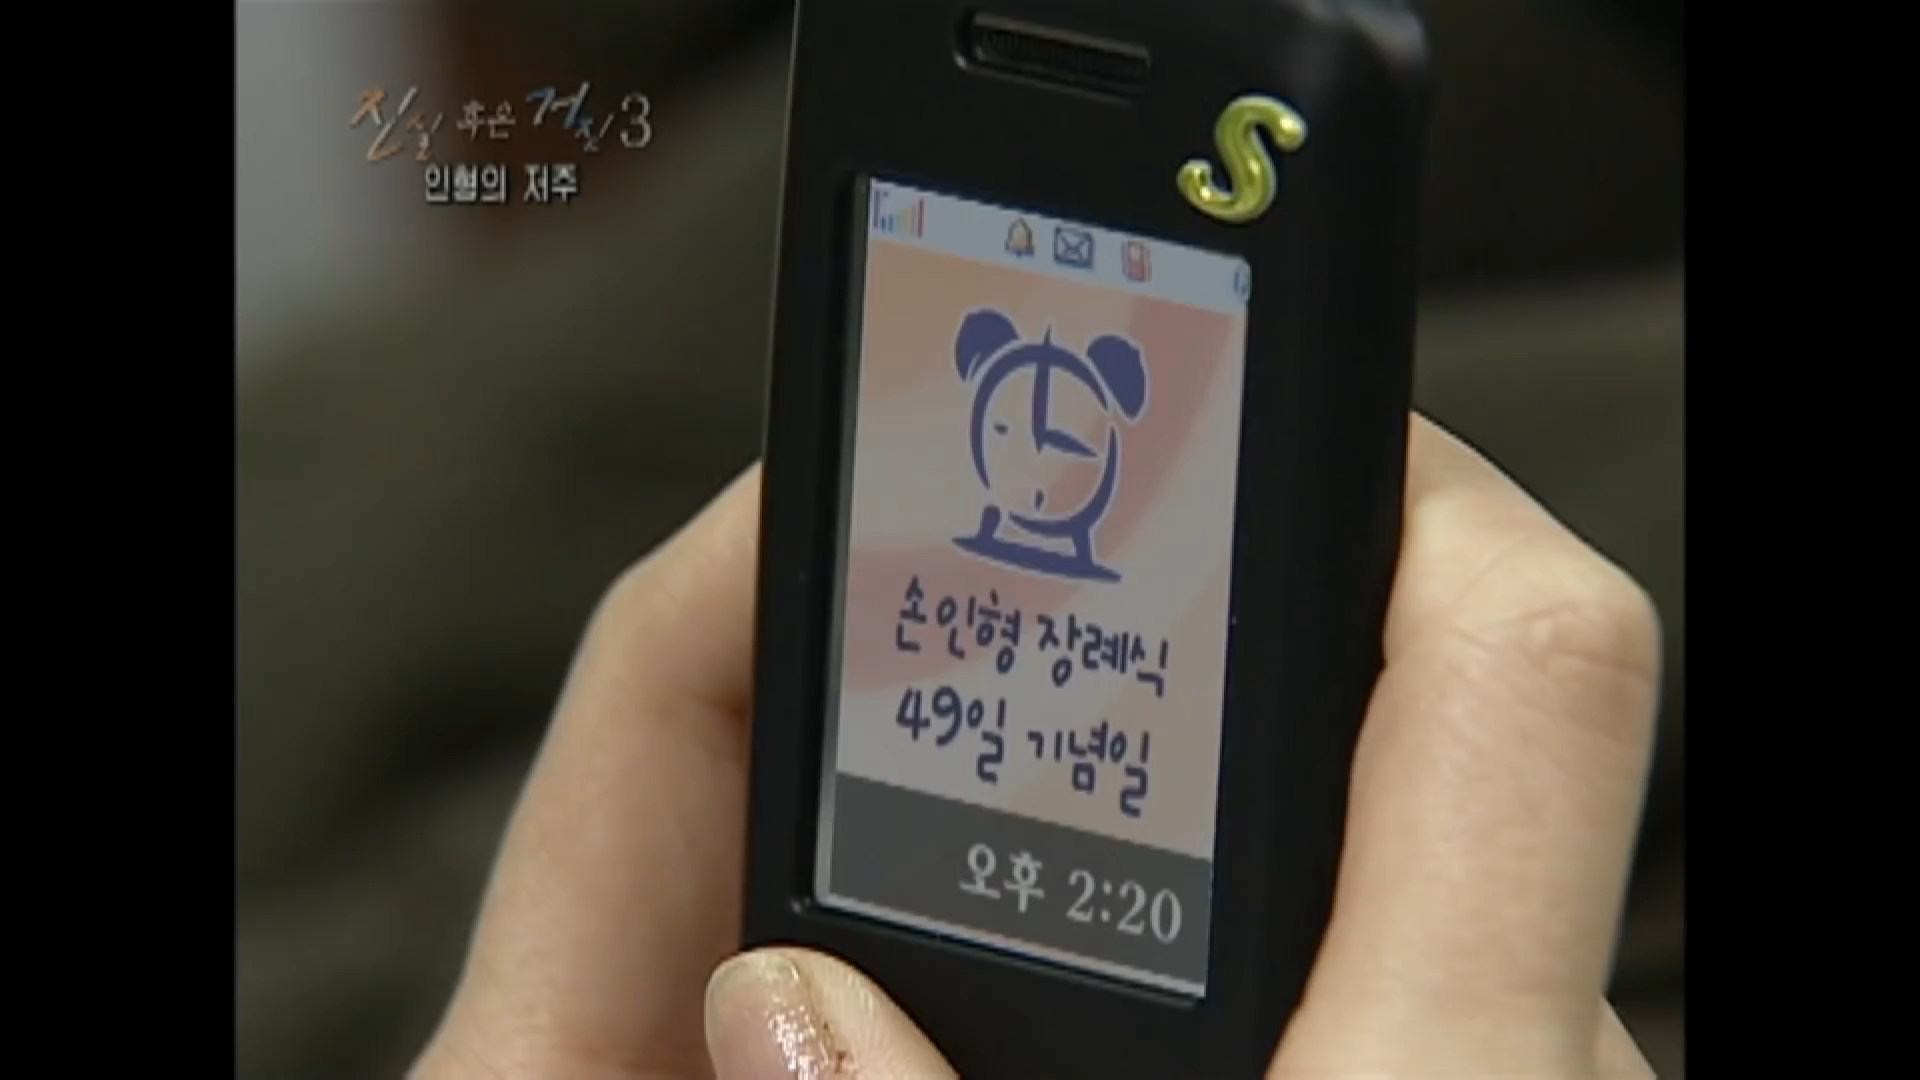 진실 혹은 거짓 3
인형의 저주
S
손인형 장례식
49일 기념일
오후 2:20